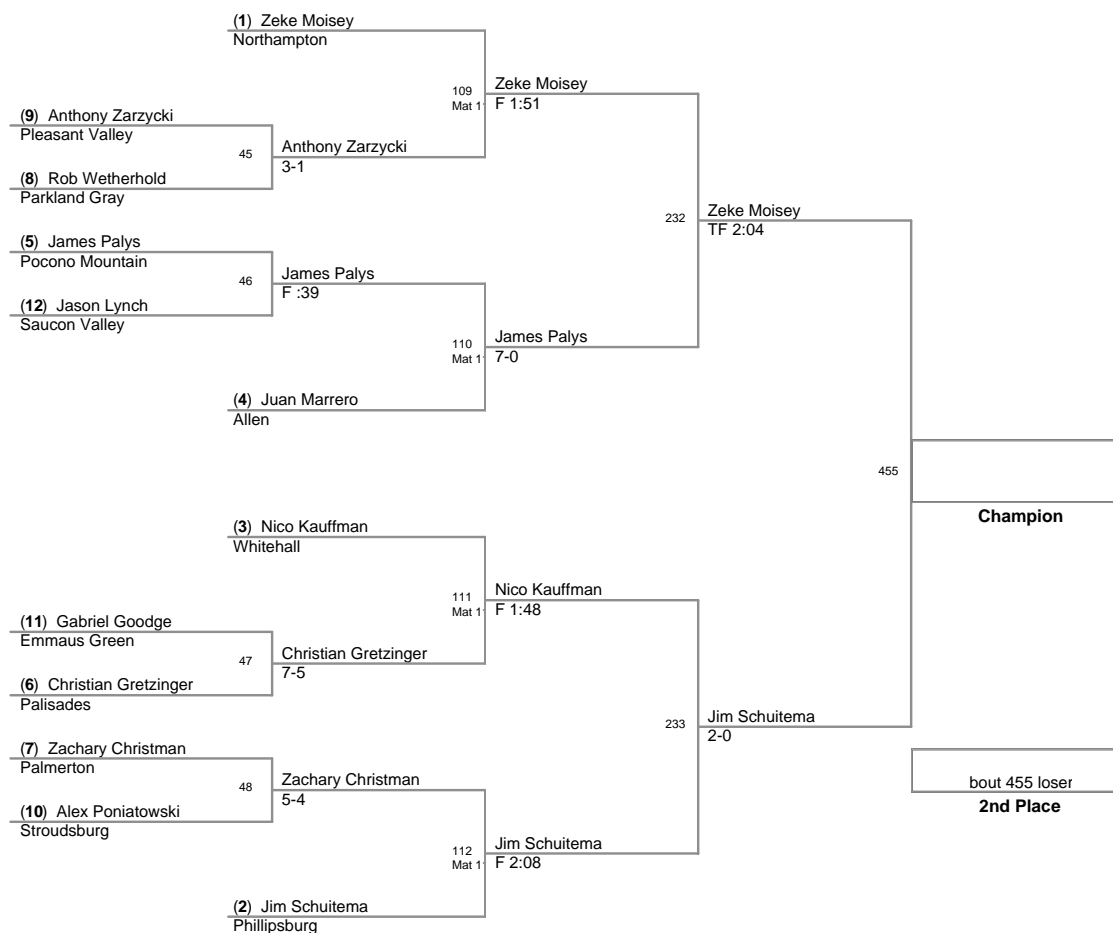 (1) Zeke Moisey
Northampton
109
Mat 1
Zeke Moisey
F 1:51
(9) Anthony Zarzycki
Pleasant Valley
45
Anthony Zarzycki
3-1
(8) Rob Wetherhold
Parkland Gray
232
Zeke Moisey
TF 2:04
(5) James Palys
Pocono Mountain
46
James Palys
F :39
(12) Jason Lynch
Saucon Valley
110
Mat 1
James Palys
7-0
(4) Juan Marrero
Allen
455
Champion
(3) Nico Kauffman
Whitehall
111
Mat 1
Nico Kauffman
F 1:48
(11) Gabriel Goodge
Emmaus Green
47
Christian Gretzinger
7-5
(6) Christian Gretzinger
Palisades
233
Jim Schuitema
2-0
(7) Zachary Christman
Palmerton
48
Zachary Christman
5-4
bout 455 loser
2nd Place
(10) Alex Poniatowski
Stroudsburg
112
Mat 1
Jim Schuitema
F 2:08
(2) Jim Schuitema
Phillipsburg